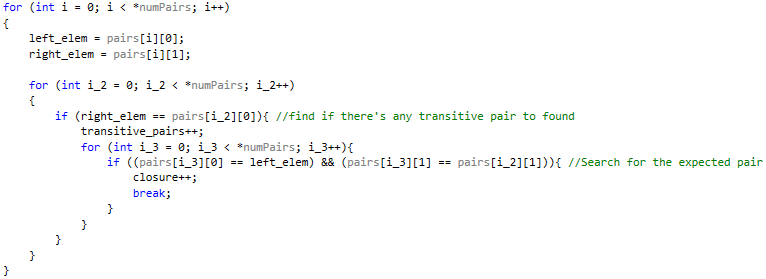 for (int i = 0; i < *numPairs; i++)
{
    left_elem = pairs[i][0];
    right_elem = pairs[i][1];

    for (int i_2 = 0; i_2 < *numPairs; i_2++)
    {
        if (right_elem == pairs[i_2][0]){ //find if there's any transitive pair to found
            transitive_pairs++;
            for (int i_3 = 0; i_3 < *numPairs; i_3++){
                if ((pairs[i_3][0] == left_elem) && (pairs[i_3][1] == pairs[i_2][1])){ //Search for the expected pair
                    closure++;
                    break;
                }
            }
        }
    }
}